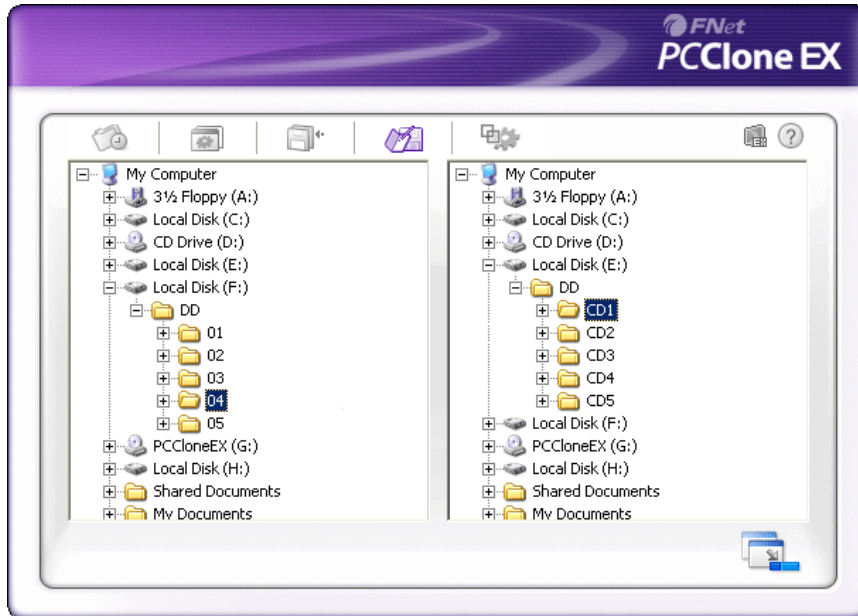 FNet
PCClone EX
My Computer
3½ Floppy (A:)
Local Disk (C:)
CD Drive (D:)
Local Disk (E:)
Local Disk (F:)
DD
01
02
03
04
05
PCCloneEX (G:)
Local Disk (H:)
Shared Documents
My Documents
My Computer
3½ Floppy (A:)
Local Disk (C:)
CD Drive (D:)
Local Disk (E:)
DD
CD1
CD2
CD3
CD4
CD5
Local Disk (F:)
PCCloneEX (G:)
Local Disk (H:)
Shared Documents
My Documents